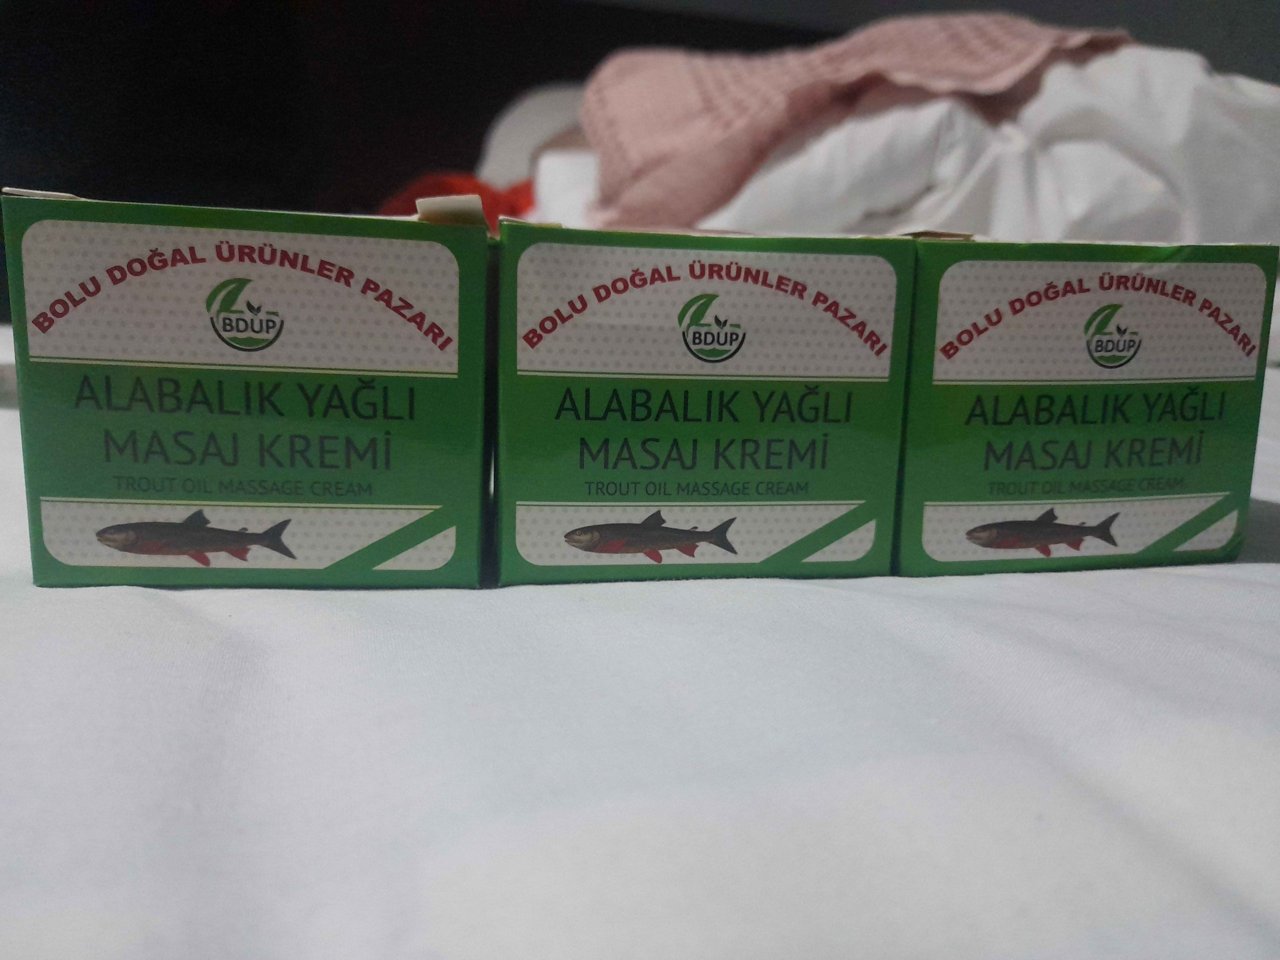 BOLU DOĞAL ÜRÜNLER PAZARI
BDUP
ALABALIK YAĞLI
MASAJ KREMİ
TROUT OIL MASSAGE CREAM
BOLU DOĞAL ÜRÜNLER PAZARI
BDUP
ALABALIK YAĞLI
MASAJ KREMİ
TROUT OIL MASSAGE CREAM
BOLU DOĞAL ÜRÜNLER PAZARI
BDUP
ALABALIK YAĞLI
MASAJ KREMİ
TROUT OIL MASSAGE CREAM